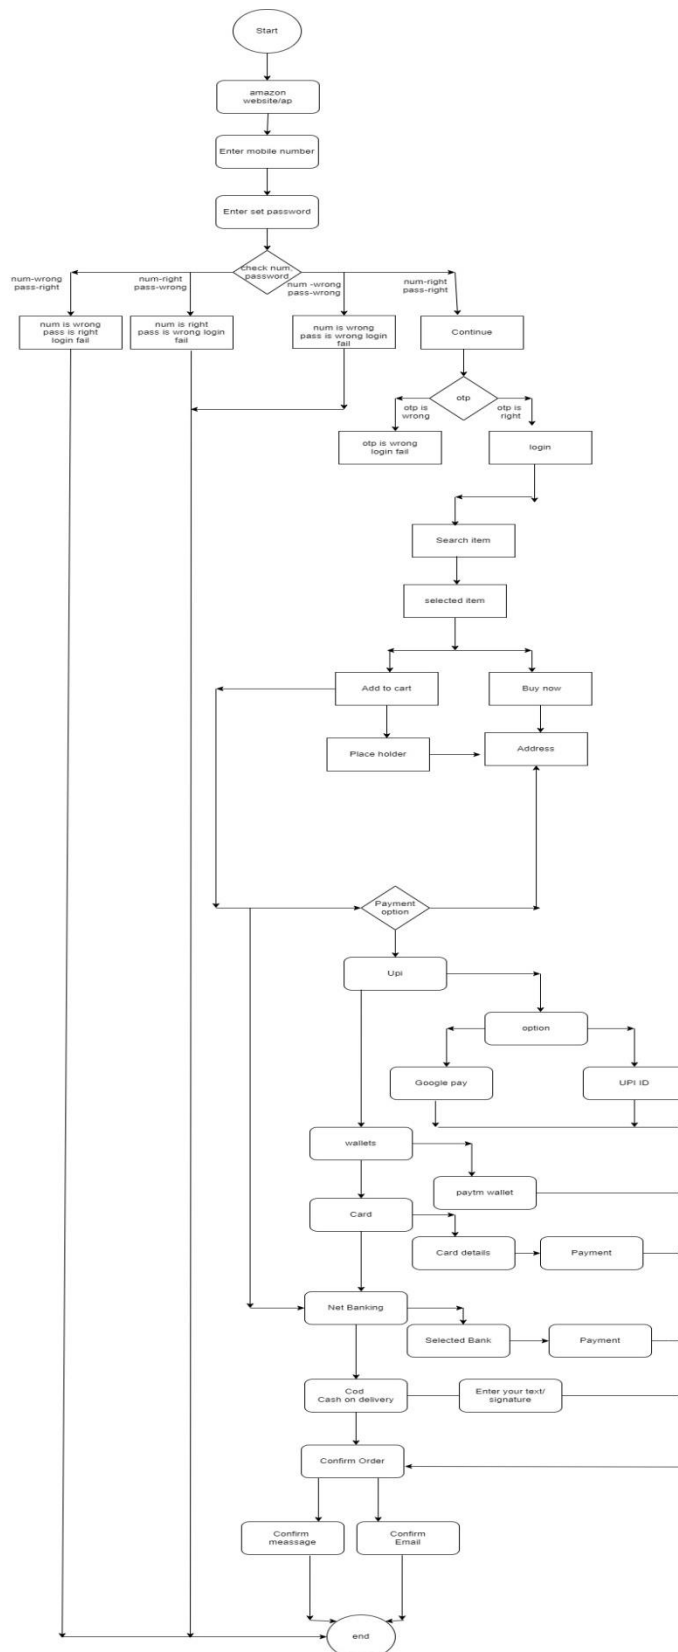 Start
amazon
website/ap
Enter mobile number
Enter set password
check num,
password
num-wrong
pass-right
num-right
pass-wrong
num -wrong
pass-wrong
num-right
pass-right
num is wrong
pass is right
login fail
num is right
pass is wrong login
fail
num is wrong
pass is wrong login
fail
Continue
otp
otp is
wrong
otp is
right
otp is wrong
login fail
login
Search item
selected item
Add to cart
Buy now
Place holder
Address
Payment
option
Upi
option
Google pay
UPI ID
wallets
paytm wallet
Card
Card details
Payment
Net Banking
Selected Bank
Payment
Cod
Cash on delivery
Enter your text/
signature
Confirm Order
Confirm
meassage
Confirm
Email
end